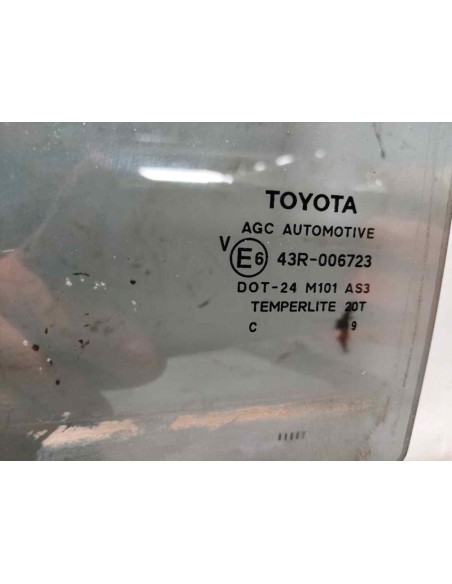 TOYOTA
AGC AUTOMOTIVE
V E6 43R-006723
DOT-24 M101 AS3
TEMPERLITE 20T
C 9